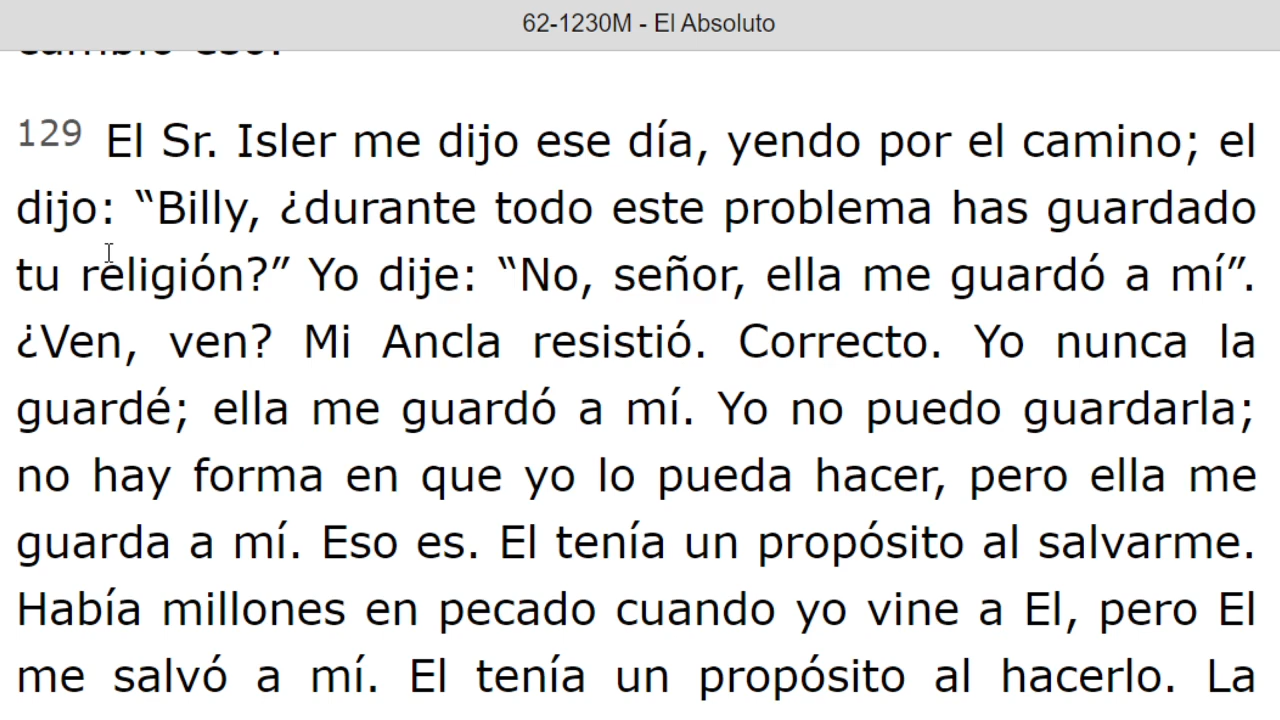 62-1230M - El Absoluto
cambió eso.
129 El Sr. Isler me dijo ese día, yendo por el camino; el
dijo: “Billy, ¿durante todo este problema has guardado
tu religión?” Yo dije: “No, señor, ella me guardó a mí”.
¿Ven, ven? Mi Ancla resistió. Correcto. Yo nunca la
guardé; ella me guardó a mí. Yo no puedo guardarla;
no hay forma en que yo lo pueda hacer, pero ella me
guarda a mí. Eso es. El tenía un propósito al salvarme.
Había millones en pecado cuando yo vine a El, pero El
me salvó a mí. El tenía un propósito al hacerlo. La